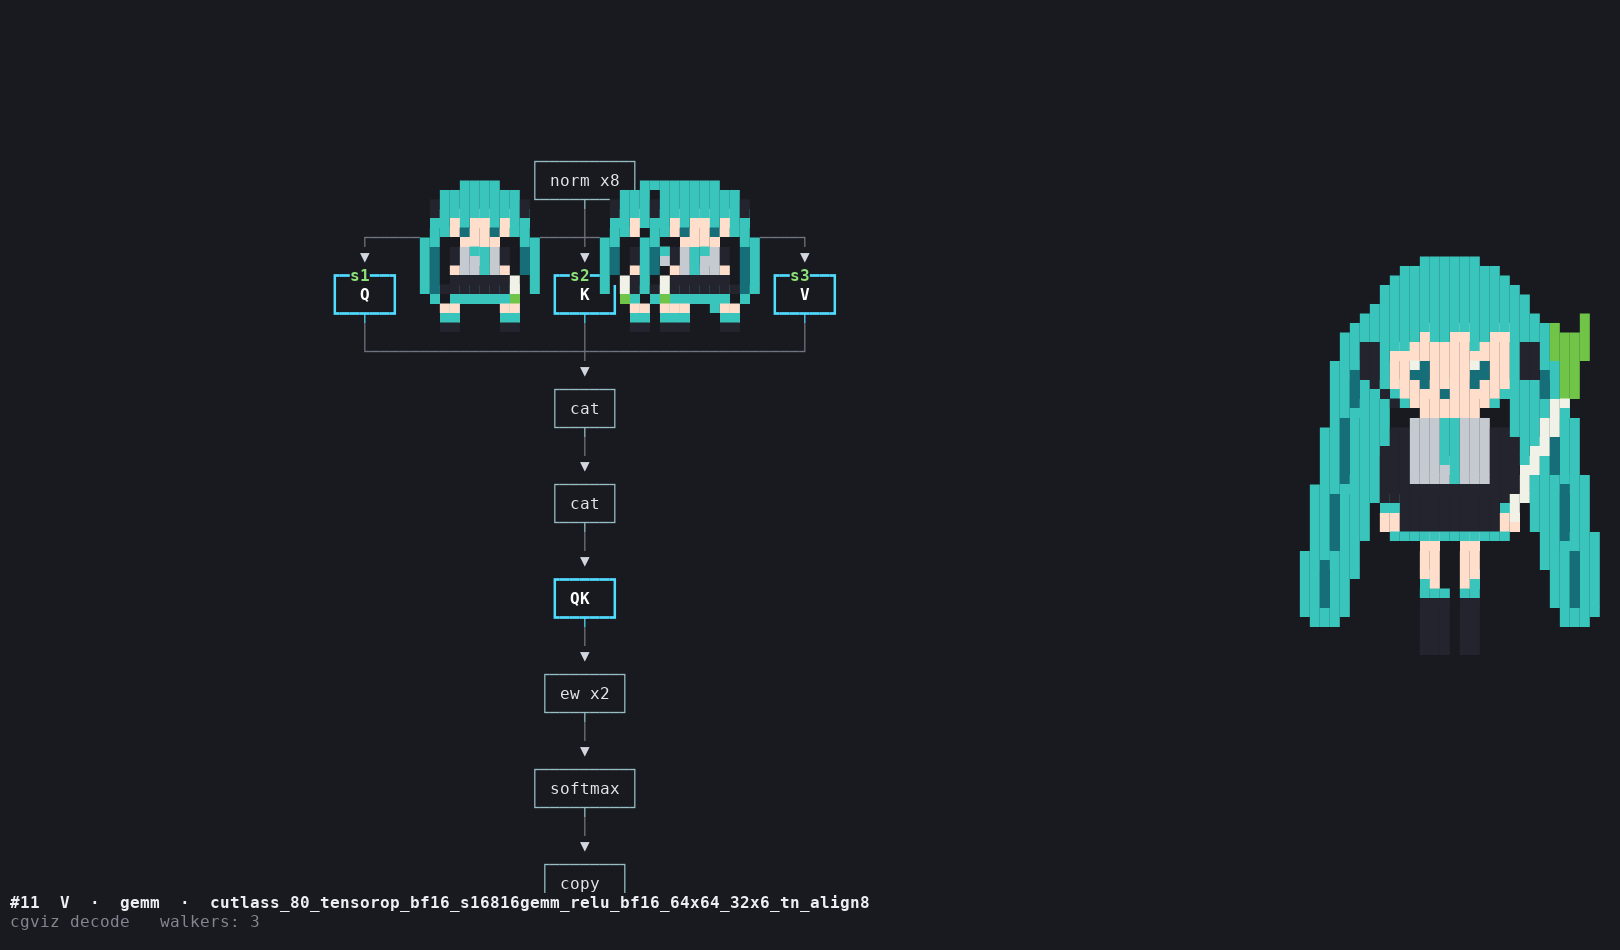 norm x8
s1 s2 s3
Q K V
cat
cat
QK
ew x2
softmax
copy
#11 V · gemm · cutlass_80_tensorop_bf16_s16816gemm_relu_bf16_64x64_32x6_tn_align8
cgviz decode walkers: 3